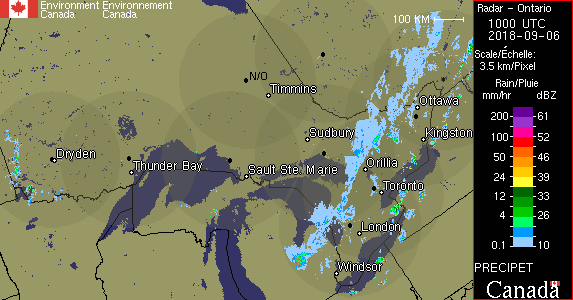 Environment Environnement
Canada Canada
100 KM
N/O
Timmins
Ottawa
Sudbury
Kingston
Dryden
Thunder Bay
Sault Ste. Marie
Orillia
Toronto
London
Windsor
Radar - Ontario
1000 UTC
2018-09-06
Scale/Échelle:
3.5 km/Pixel
Rain/Pluie
mm/hr dBZ
200 61
100 52
50 46
24 39
12 33
4 26
0.1 10
PRECIPET
Canada